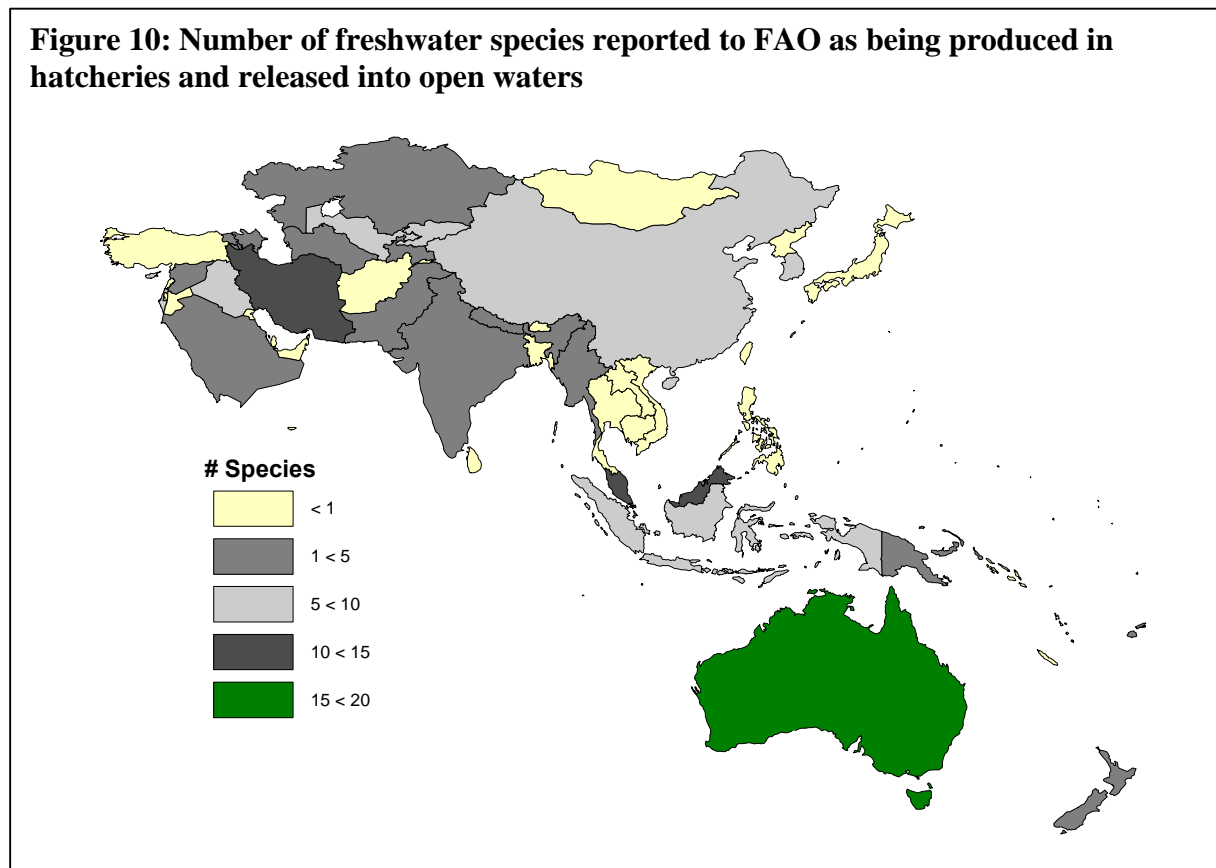 Figure 10: Number of freshwater species reported to FAO as being produced in
hatcheries and released into open waters
# Species
< 1
1 < 5
5 < 10
10 < 15
15 < 20